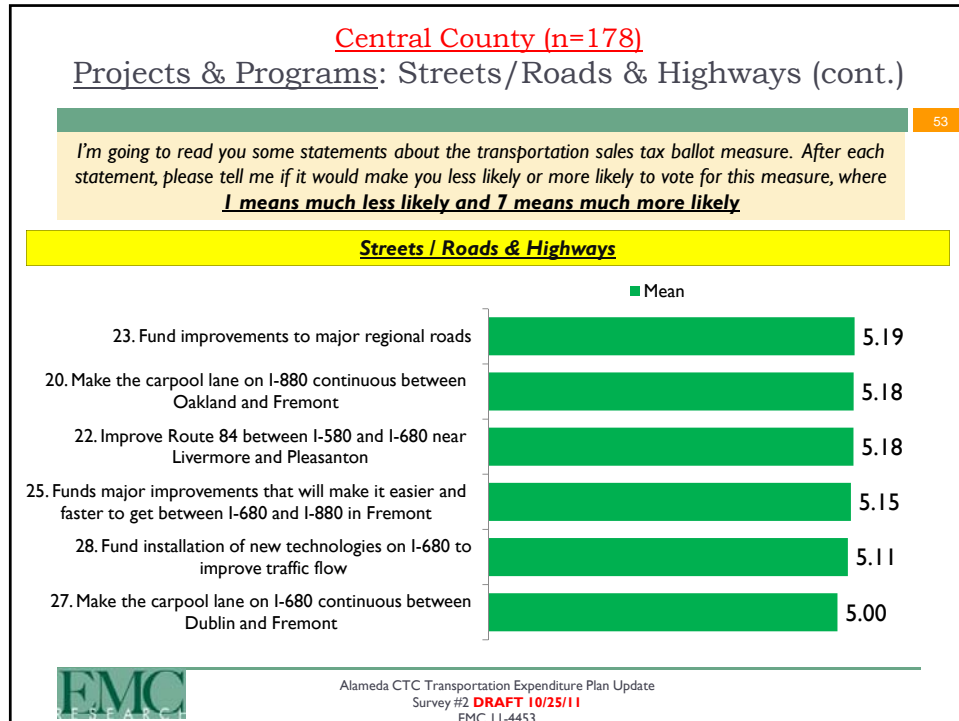 Central County (n=178)
Projects & Programs: Streets/Roads & Highways (cont.)
53
I'm going to read you some statements about the transportation sales tax ballot measure. After each
statement, please tell me if it would make you less likely or more likely to vote for this measure, where
1 means much less likely and 7 means much more likely
Streets / Roads & Highways
Mean
23. Fund improvements to major regional roads
5.19
20. Make the carpool lane on I-880 continuous between
Oakland and Fremont
5.18
22. Improve Route 84 between I-580 and I-680 near
Livermore and Pleasanton
5.18
25. Funds major improvements that will make it easier and
faster to get between I-680 and I-880 in Fremont
5.15
28. Fund installation of new technologies on I-680 to
improve traffic flow
5.11
27. Make the carpool lane on I-680 continuous between
Dublin and Fremont
5.00
EMC
RESEARCH
Alameda CTC Transportation Expenditure Plan Update
Survey #2 DRAFT 10/25/11
EMC 11-4453